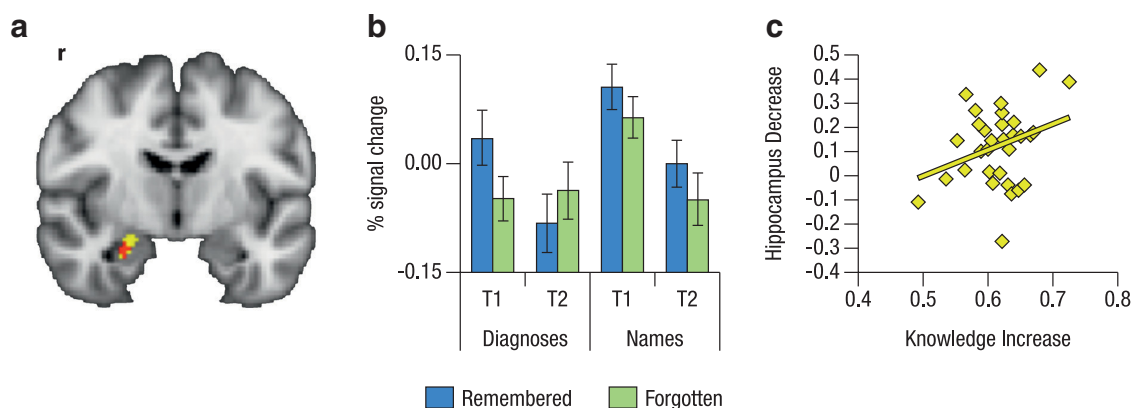 a
r
b
% signal change
0.15
0.00
-0.15
T1
T2
T1
T2
Diagnoses
Names
Remembered
Forgotten
c
Hippocampus Decrease
0.5
0.4
0.3
0.2
0.1
0
-0.1
-0.2
-0.3
-0.4
0.4
0.5
0.6
0.7
0.8
Knowledge Increase